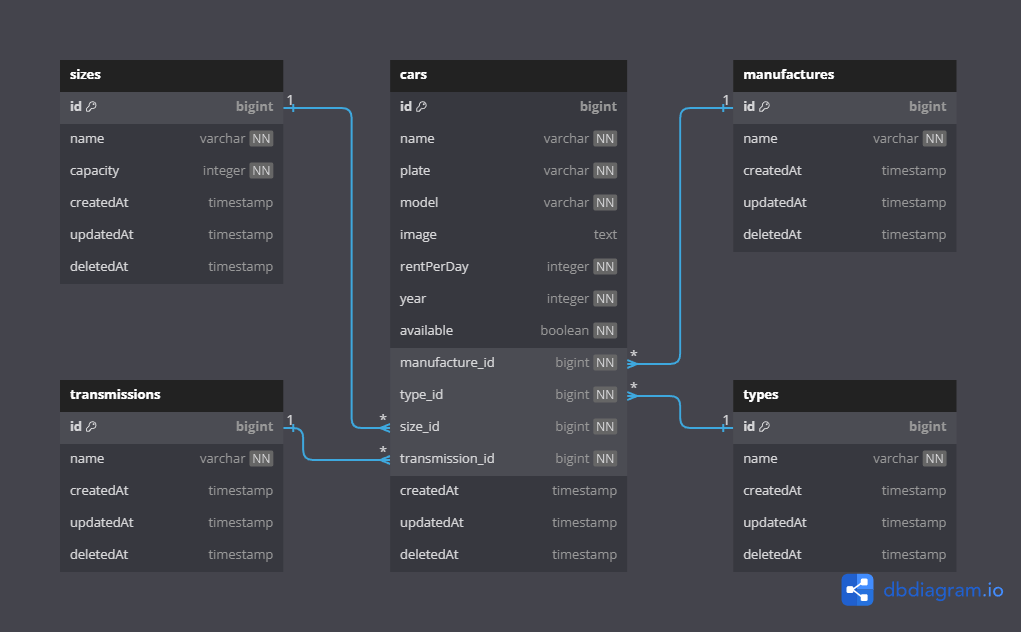 sizes
id bigint
name varchar NN
capacity integer NN
createdAt timestamp
updatedAt timestamp
deletedAt timestamp
1
transmissions
id bigint
name varchar NN
createdAt timestamp
updatedAt timestamp
deletedAt timestamp
1
cars
id bigint
name varchar NN
plate varchar NN
model varchar NN
image text
rentPerDay integer NN
year integer NN
available boolean NN
manufacture_id bigint NN
*
type_id bigint NN
*
* size_id bigint NN
* transmission_id bigint NN
createdAt timestamp
updatedAt timestamp
deletedAt timestamp
manufactures
1
id bigint
name varchar NN
createdAt timestamp
updatedAt timestamp
deletedAt timestamp
types
1
id bigint
name varchar NN
createdAt timestamp
updatedAt timestamp
deletedAt timestamp
dbdiagram.io